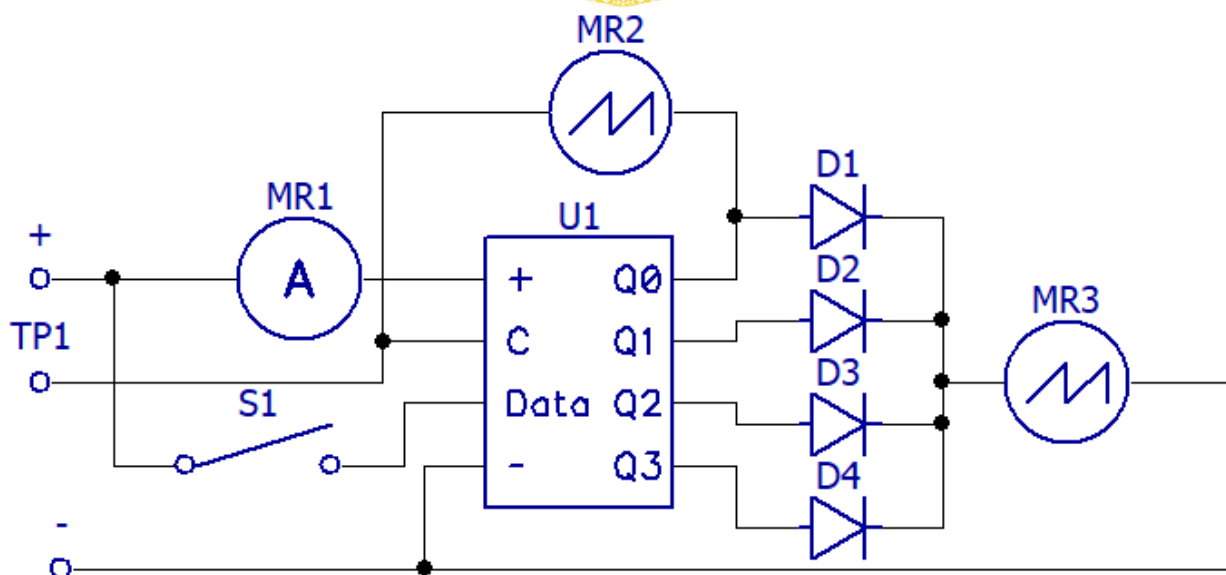 MR2
D1
MR1
U1
+
+ Q0
D2
A
MR3
TP1
C Q1
S1
D3
Data Q2
- Q3
D4
-